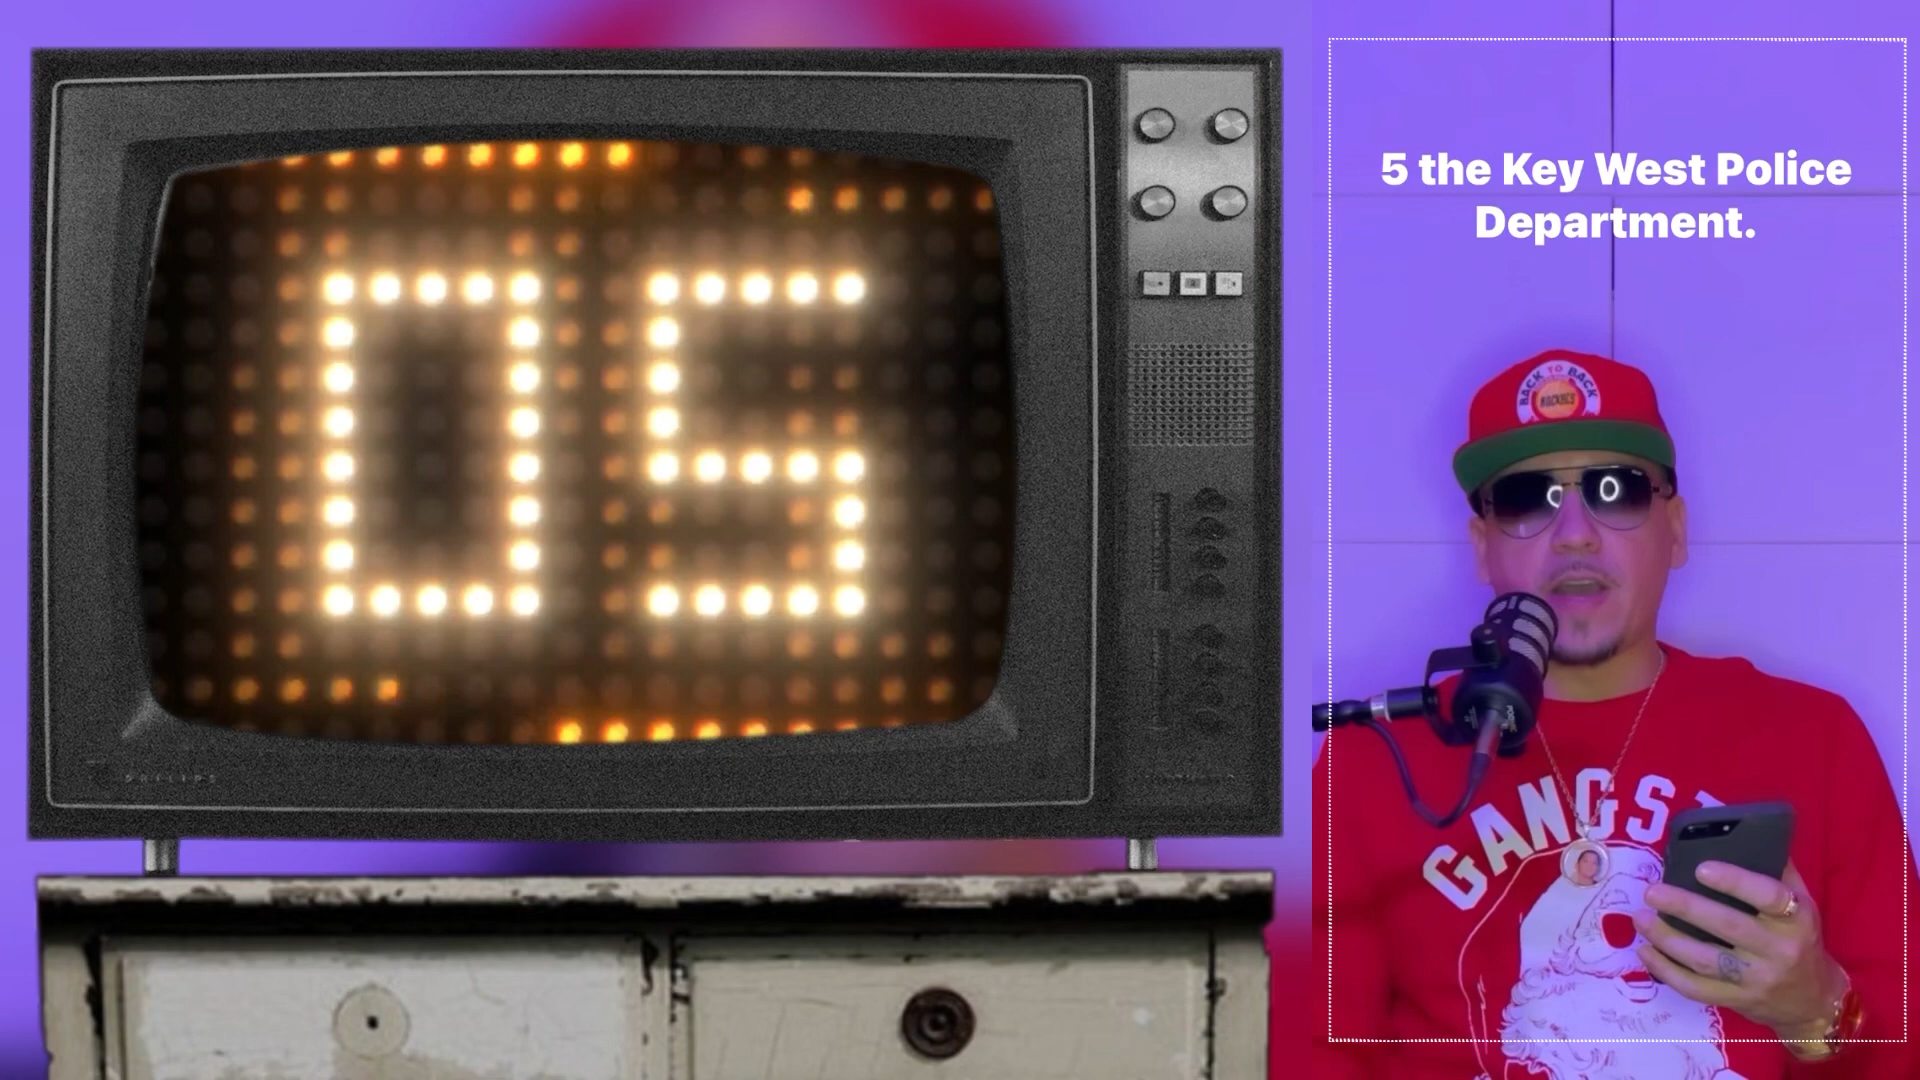 05
PHILIPS
5 the Key West Police
Department.
BACK TO BACK
ROCKETS
GANGST